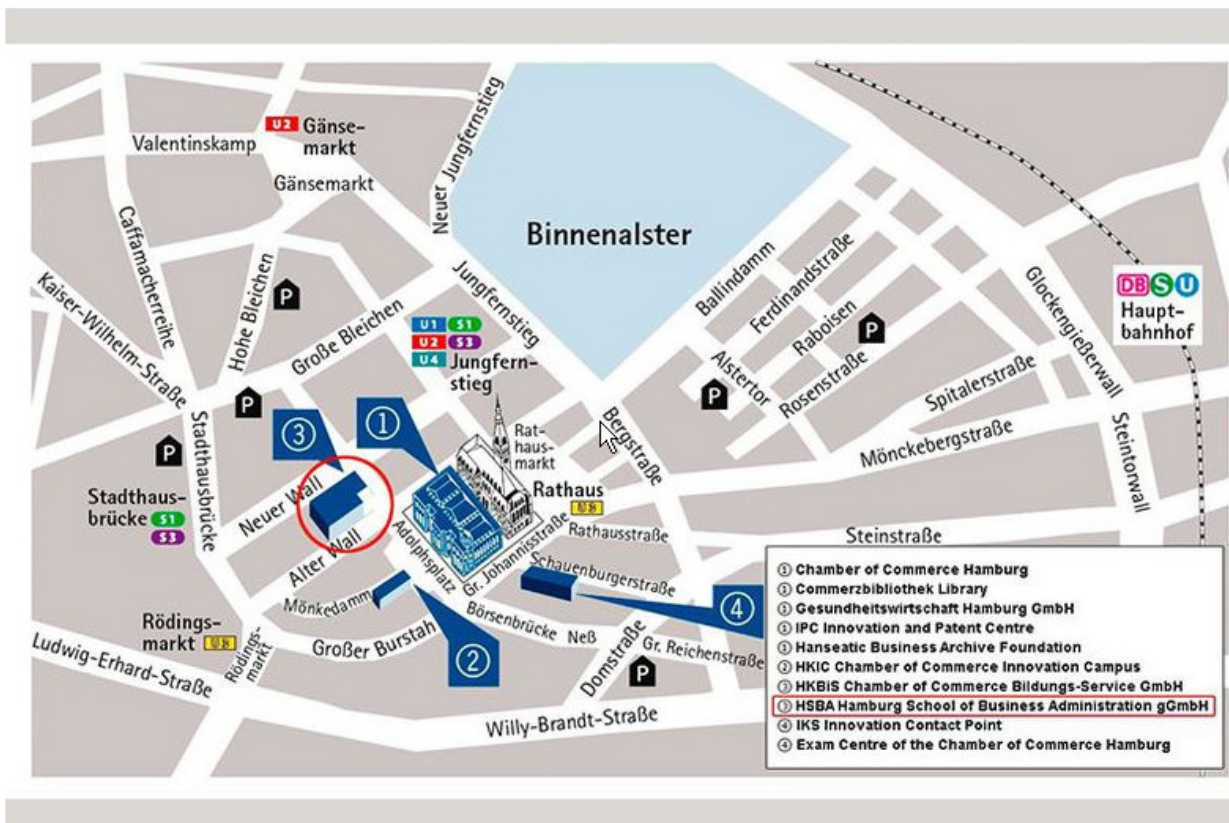 U2 Gänse-
markt
Valentinskamp
Gänsemarkt
Neuer Jungfernstieg
Binnenalster
Caffamacherreihe
Kaiser-Wilhelm-Straße
Hohe Bleichen
P
Große Bleichen
Jungfernstieg
U1 S1
U2 S3
U4 Jungfern-
stieg
Ballindamm
Ferdinandstraße
Raboisen
Rosenstraße
Alstertor
P
P
Glockengießerwall
DB S U
Haupt-
bahnhof
Spitalerstraße
Mönckebergstraße
Steintorwall
Bergstraße
P
P
Stadthausbrücke
Stadthaus-
brücke S1
S3
3
1
Rat-
haus-
markt
Rathaus
Neuer Wall
Alter Wall
Adolphsplatz
Gr. Johannisstraße
Rathausstraße
Steinstraße
Schauenburgerstraße
Mönkedamm
Börsenbrücke
Neß
Großer Burstah
2
4
Rödings-
markt
Rödings-
markt
Ludwig-Erhard-Straße
Domstraße
Gr. Reichenstraße
P
Willy-Brandt-Straße
1 Chamber of Commerce Hamburg
1 Commerzbibliothek Library
1 Gesundheitswirtschaft Hamburg GmbH
1 IPC Innovation and Patent Centre
1 Hanseatic Business Archive Foundation
2 HKIC Chamber of Commerce Innovation Campus
3 HKBiS Chamber of Commerce Bildungs-Service GmbH
3 HSBA Hamburg School of Business Administration gGmbH
4 IKS Innovation Contact Point
4 Exam Centre of the Chamber of Commerce Hamburg